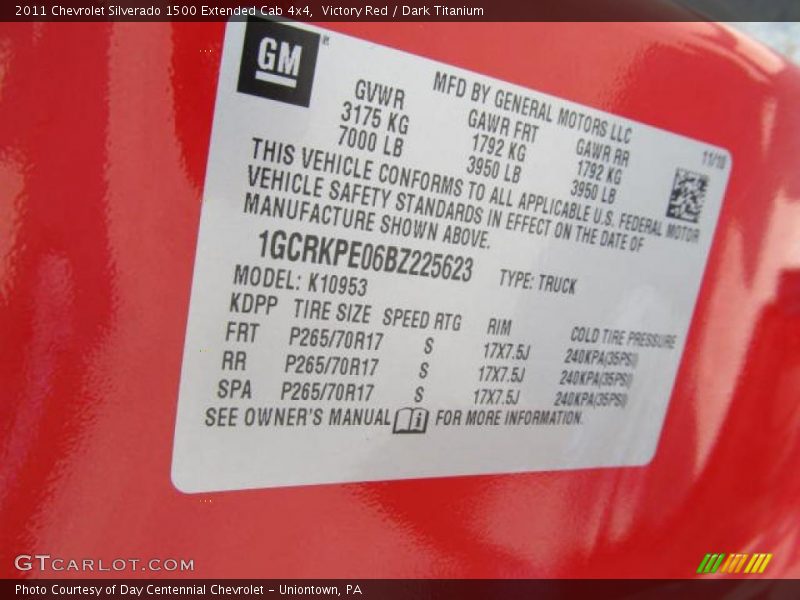 2011 Chevrolet Silverado 1500 Extended Cab 4x4, Victory Red / Dark Titanium
GM
MFD BY GENERAL MOTORS LLC
GVWR GAWR FRT GAWR RR 11/10
3175 KG 1792 KG 1792 KG
7000 LB 3950 LB 3950 LB
THIS VEHICLE CONFORMS TO ALL APPLICABLE U.S. FEDERAL MOTOR
VEHICLE SAFETY STANDARDS IN EFFECT ON THE DATE OF
MANUFACTURE SHOWN ABOVE.
1GCRKPE06BZ225623 TYPE: TRUCK
MODEL: K10953
KDPP TIRE SIZE SPEED RTG RIM COLD TIRE PRESSURE
FRT P265/70R17 S 17X7.5J 240KPA(35PSI)
RR P265/70R17 S 17X7.5J 240KPA(35PSI)
SPA P265/70R17 S 17X7.5J 240KPA(35PSI)
SEE OWNER'S MANUAL FOR MORE INFORMATION.
GTCARLOT.COM
Photo Courtesy of Day Centennial Chevrolet - Uniontown, PA